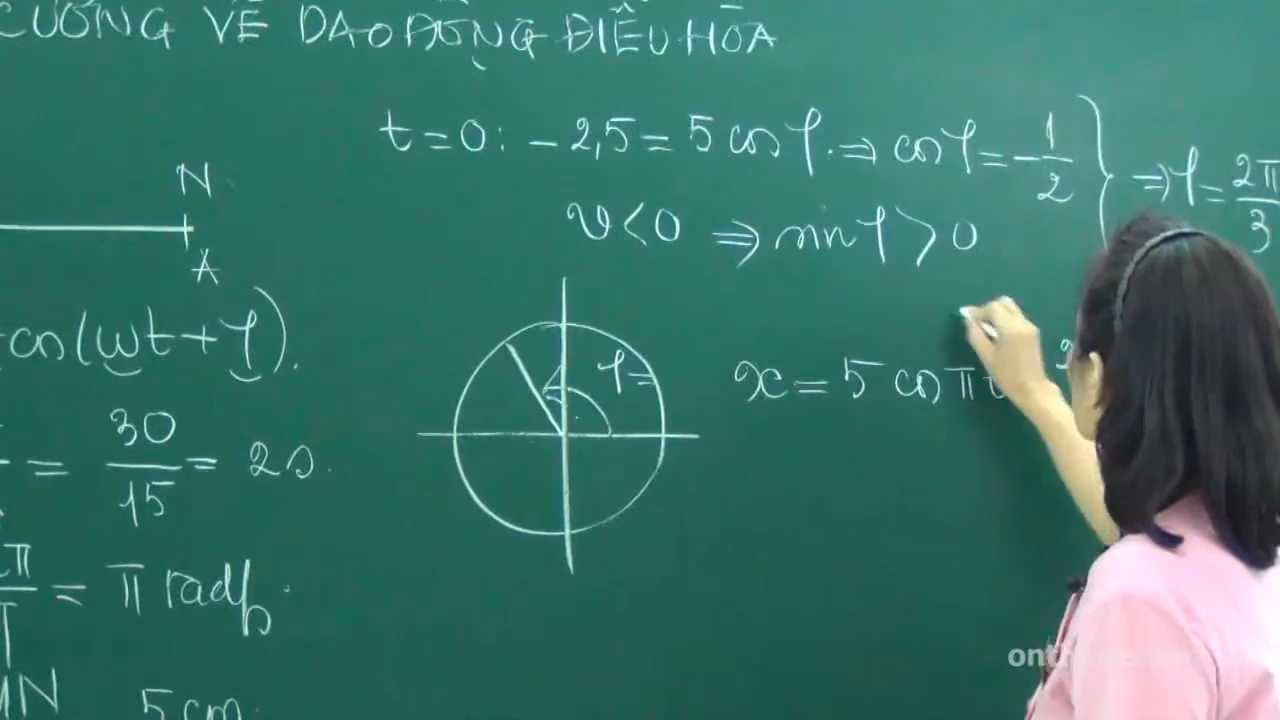 CƯƠNG VỀ DAO ĐỘNG ĐIỀU HÒA
t = 0 : - 2,5 = 5 cos φ. ⇒ cos φ = - 1/2 } ⇒ φ = 2π/3
v < 0 ⇒ sin φ > 0
N
A
cos(ωt + φ).
φ =
x = 5 cos π
= 30/15 = 2s.
π/T = π rad/s.
MN
5 cm.